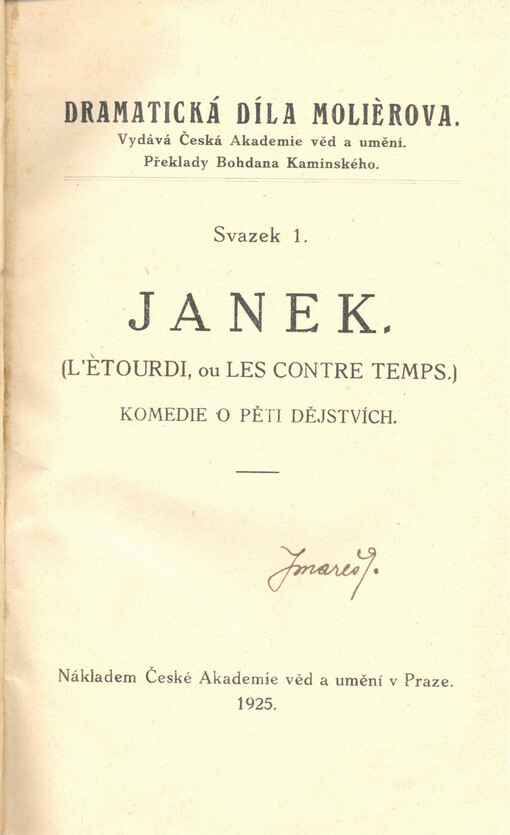 DRAMATICKÁ DÍLA MOLIÈROVA.
Vydává Česká Akademie věd a umění.
Překlady Bohdana Kaminského.
Svazek 1.
JANEK.
(L'ÈTOURDI, ou LES CONTRE TEMPS.)
KOMEDIE O PĚTI DĚJSTVÍCH.
Nákladem České Akademie věd a umění v Praze.
1925.